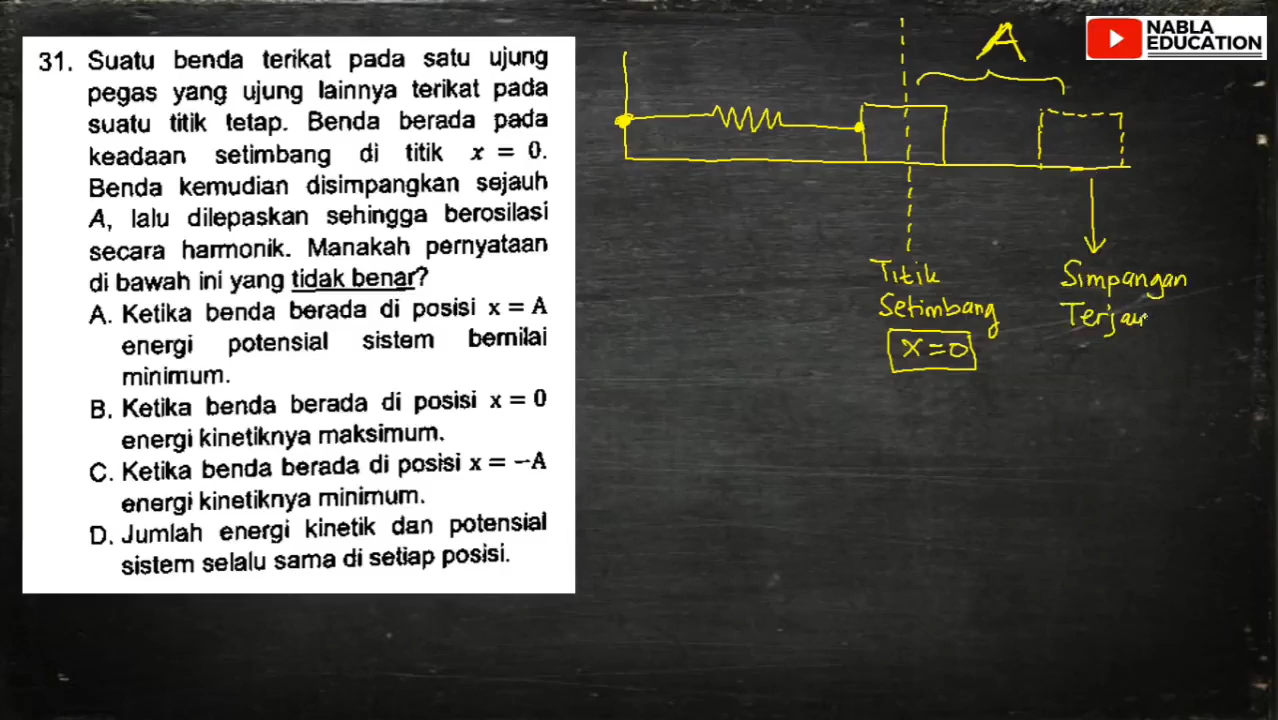 31. Suatu benda terikat pada satu ujung
pegas yang ujung lainnya terikat pada
suatu titik tetap. Benda berada pada
keadaan setimbang di titik x = 0.
Benda kemudian disimpangkan sejauh
A, lalu dilepaskan sehingga berosilasi
secara harmonik. Manakah pernyataan
di bawah ini yang tidak benar?
A. Ketika benda berada di posisi x = A
energi potensial sistem bernilai
minimum.
B. Ketika benda berada di posisi x = 0
energi kinetiknya maksimum.
C. Ketika benda berada di posisi x = −A
energi kinetiknya minimum.
D. Jumlah energi kinetik dan potensial
sistem selalu sama di setiap posisi.
A
Titik
Setimbang
x = 0
Simpangan
Terjau
NABLA
EDUCATION